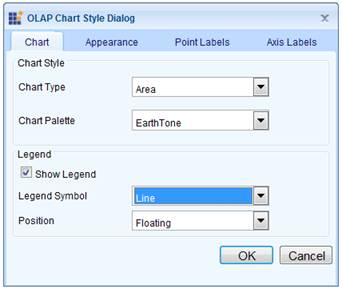 OLAP Chart Style Dialog
Chart Appearance Point Labels Axis Labels
Chart Style
Chart Type Area
Chart Palette EarthTone
Legend
Show Legend
Legend Symbol Line
Position Floating
OK Cancel